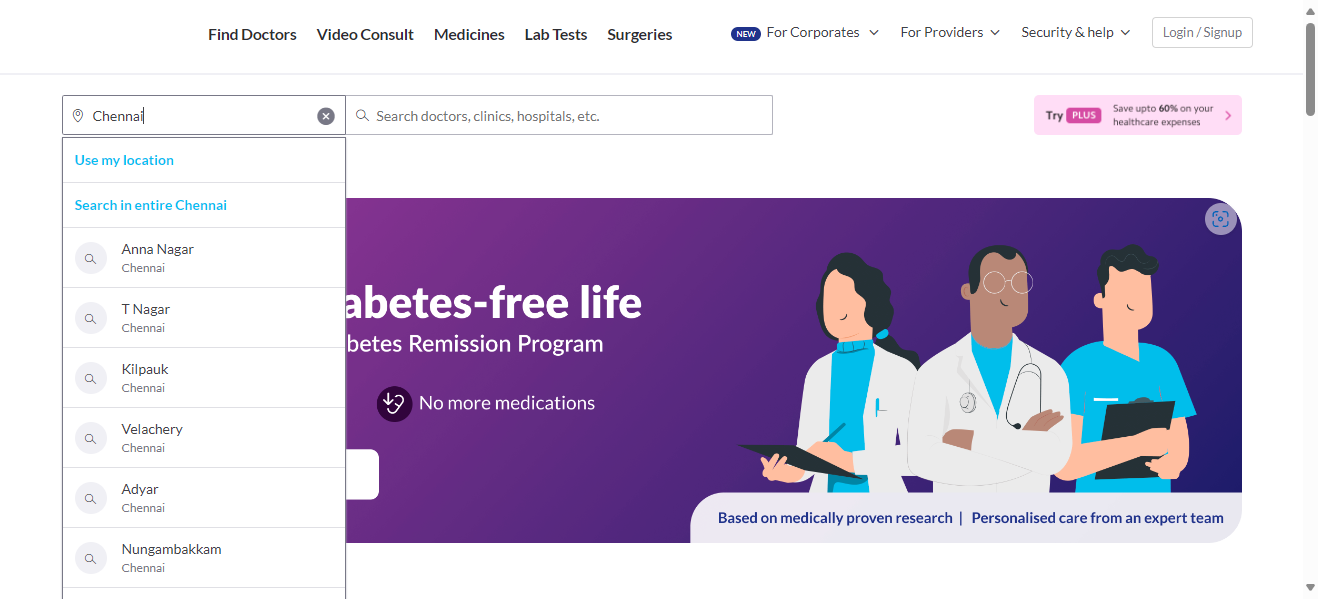 Find Doctors
Video Consult
Medicines
Lab Tests
Surgeries
NEW For Corporates
For Providers
Security & help
Login / Signup
Chennai
Search doctors, clinics, hospitals, etc.
Try PLUS
Save upto 60% on your
healthcare expenses
Use my location
Search in entire Chennai
Anna Nagar
Chennai
T Nagar
Chennai
Kilpauk
Chennai
Velachery
Chennai
Adyar
Chennai
Nungambakkam
Chennai
abetes-free life
betes Remission Program
No more medications
Based on medically proven research | Personalised care from an expert team